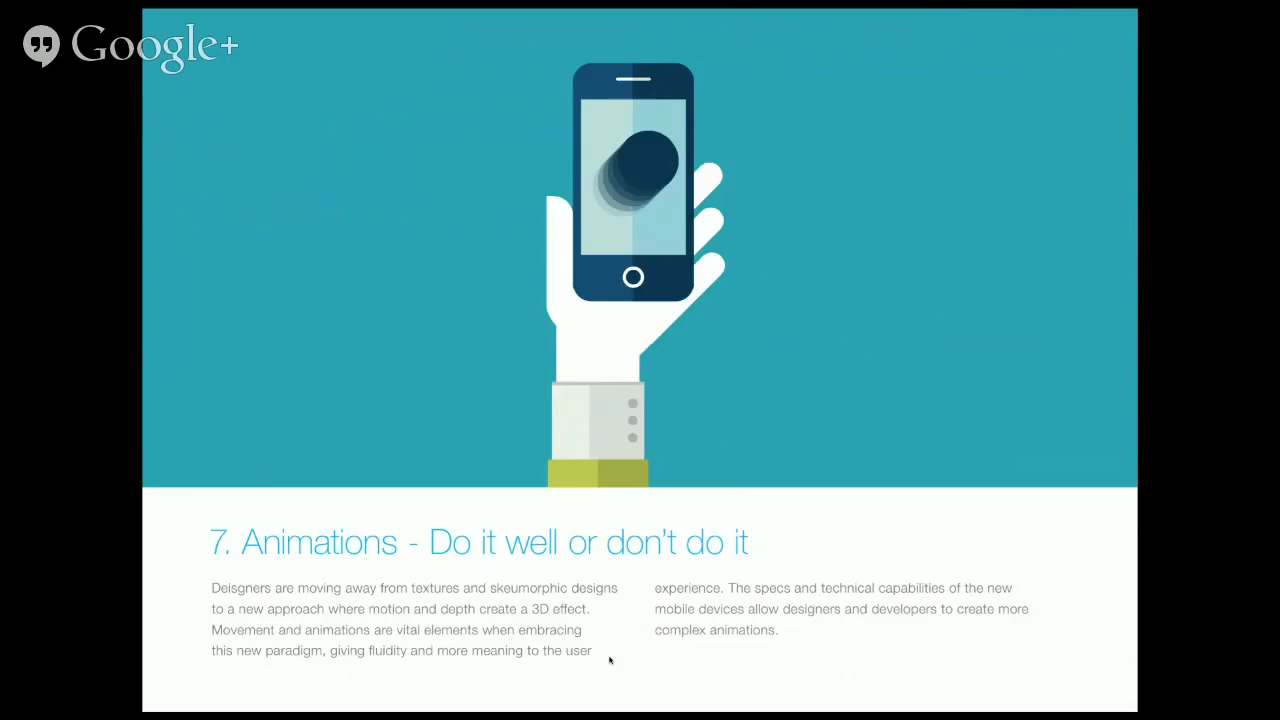 Google+
7. Animations - Do it well or don't do it
Deisgners are moving away from textures and skeumorphic designs
to a new approach where motion and depth create a 3D effect.
Movement and animations are vital elements when embracing
this new paradigm, giving fluidity and more meaning to the user
experience. The specs and technical capabilities of the new
mobile devices allow designers and developers to create more
complex animations.